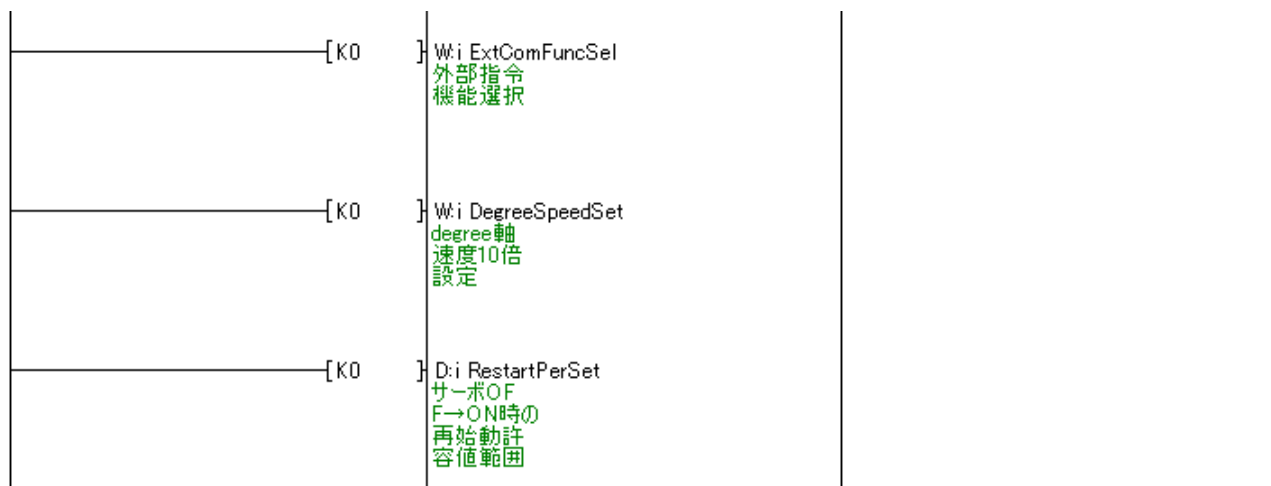 [K0 ] W:i ExtComFuncSel
外部指令
機能選択
[K0 ] W:i DegreeSpeedSet
degree軸
速度10倍
設定
[K0 ] D:i RestartPerSet
サーボOF
F→ON時の
再始動許
容値範囲